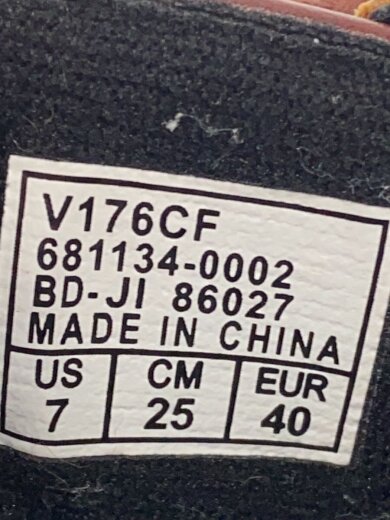 V176CF
681134-0002
BD-JI 86027
MADE IN CHINA
US CM EUR
7 25 40